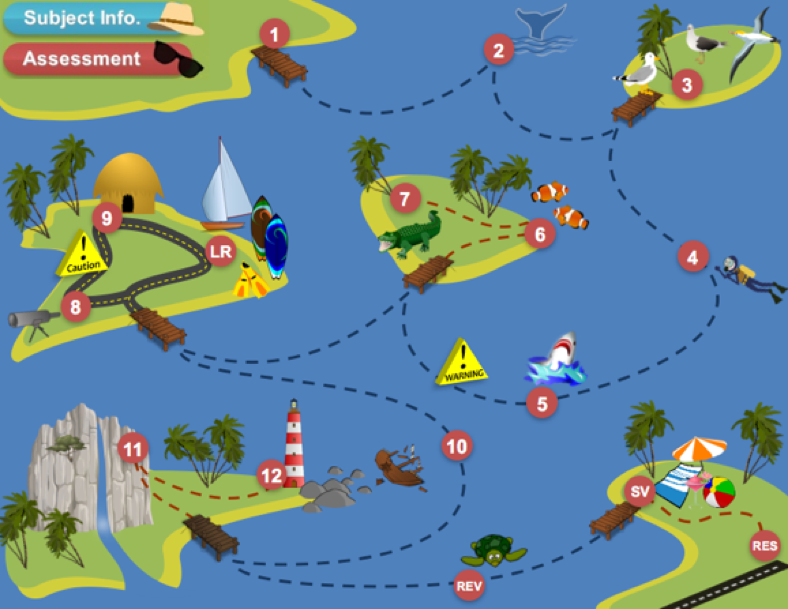 Subject Info.
Assessment
1
2
3
4
5
WARNING
6
7
8
Caution
9
LR
10
11
12
REV
SV
RES